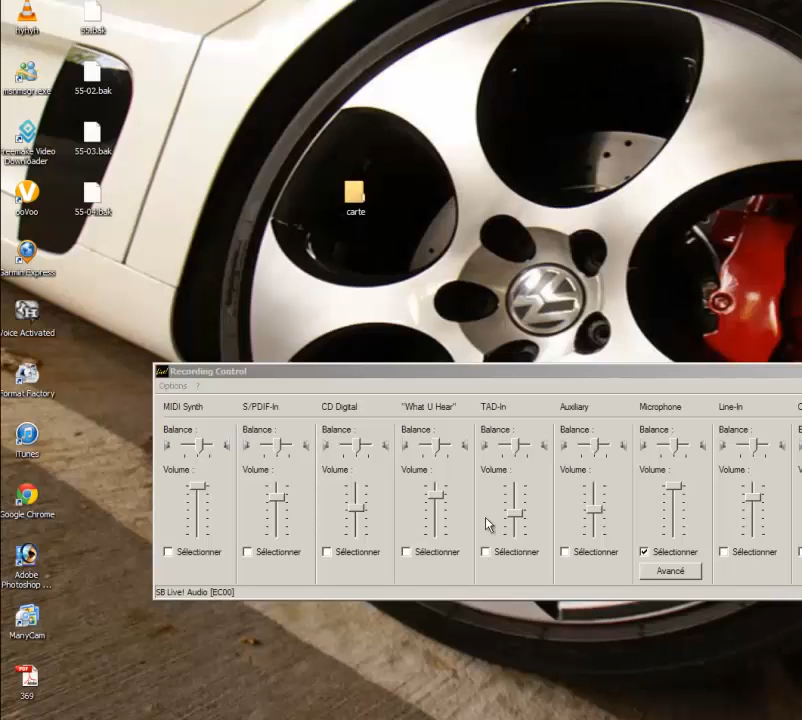 hyhyh
55.bak
msnmsgr.exe
55-02.bak
Freemake Video
Downloader
55-03.bak
ooVoo
55-04.bak
carte
Garmin Express
Voice Activated
Format Factory
iTunes
Google Chrome
Adobe
Photoshop ...
ManyCam
PDF
369
Live! Recording Control
Options ?
MIDI Synth S/PDIF-In CD Digital "What U Hear" TAD-In Auxiliary Microphone Line-In
Balance : Balance : Balance : Balance : Balance : Balance : Balance : Balance :
Volume : Volume : Volume : Volume : Volume : Volume : Volume : Volume :
Sélectionner Sélectionner Sélectionner Sélectionner Sélectionner Sélectionner Sélectionner Sélectionner
Avancé
SB Live! Audio [EC00]